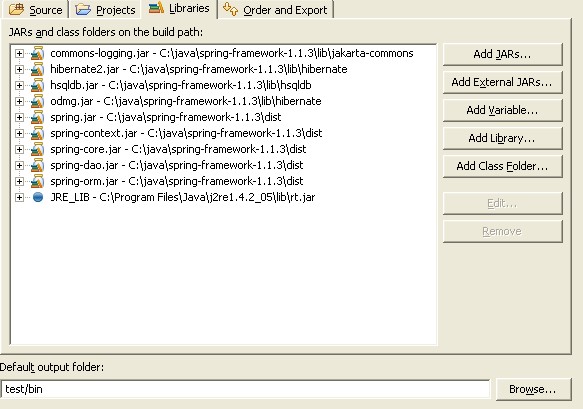 Source Projects Libraries Order and Export
JARs and class folders on the build path:
commons-logging.jar - C:\java\spring-framework-1.1.3\lib\jakarta-commons
hibernate2.jar - C:\java\spring-framework-1.1.3\lib\hibernate
hsqldb.jar - C:\java\spring-framework-1.1.3\lib\hsqldb
odmg.jar - C:\java\spring-framework-1.1.3\lib\hibernate
spring.jar - C:\java\spring-framework-1.1.3\dist
spring-context.jar - C:\java\spring-framework-1.1.3\dist
spring-core.jar - C:\java\spring-framework-1.1.3\dist
spring-dao.jar - C:\java\spring-framework-1.1.3\dist
spring-orm.jar - C:\java\spring-framework-1.1.3\dist
JRE_LIB - C:\Program Files\Java\j2re1.4.2_05\lib\rt.jar
Add JARs...
Add External JARs...
Add Variable...
Add Library...
Add Class Folder...
Edit...
Remove
Default output folder:
test/bin
Browse...